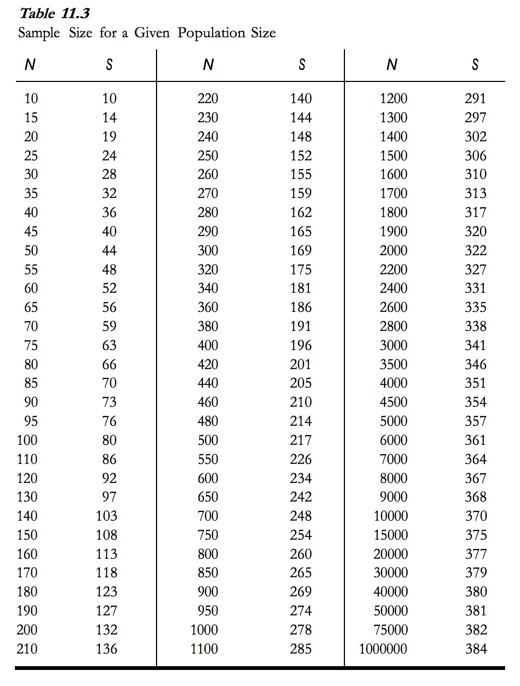 Table 11.3
Sample Size for a Given Population Size
N S N S N S
10 10 220 140 1200 291
15 14 230 144 1300 297
20 19 240 148 1400 302
25 24 250 152 1500 306
30 28 260 155 1600 310
35 32 270 159 1700 313
40 36 280 162 1800 317
45 40 290 165 1900 320
50 44 300 169 2000 322
55 48 320 175 2200 327
60 52 340 181 2400 331
65 56 360 186 2600 335
70 59 380 191 2800 338
75 63 400 196 3000 341
80 66 420 201 3500 346
85 70 440 205 4000 351
90 73 460 210 4500 354
95 76 480 214 5000 357
100 80 500 217 6000 361
110 86 550 226 7000 364
120 92 600 234 8000 367
130 97 650 242 9000 368
140 103 700 248 10000 370
150 108 750 254 15000 375
160 113 800 260 20000 377
170 118 850 265 30000 379
180 123 900 269 40000 380
190 127 950 274 50000 381
200 132 1000 278 75000 382
210 136 1100 285 1000000 384